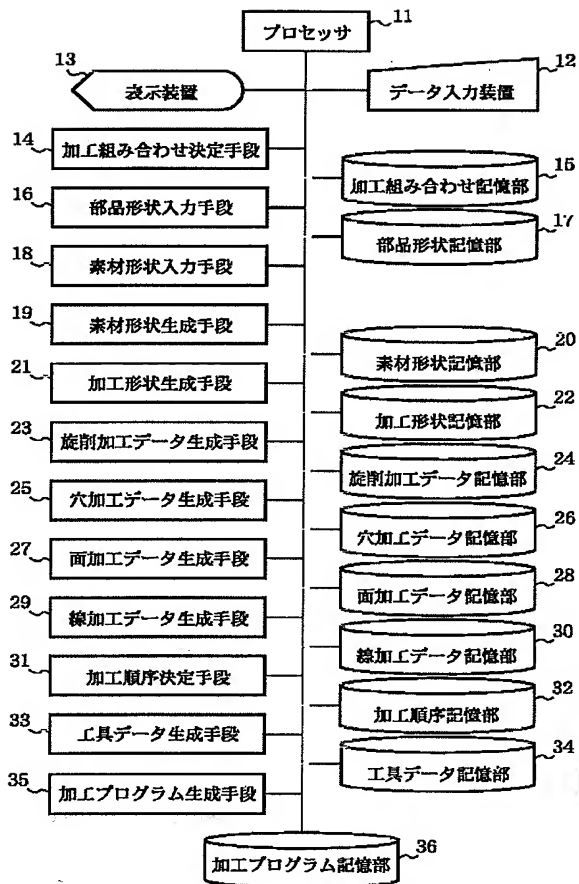 プロセッサ
11
13
表示装置
12
データ入力装置
14
加工組み合わせ決定手段
15
加工組み合わせ記憶部
16
部品形状入力手段
17
部品形状記憶部
18
素材形状入力手段
19
素材形状生成手段
20
素材形状記憶部
21
加工形状生成手段
22
加工形状記憶部
23
旋削加工データ生成手段
24
旋削加工データ記憶部
25
穴加工データ生成手段
26
穴加工データ記憶部
27
面加工データ生成手段
28
面加工データ記憶部
29
線加工データ生成手段
30
線加工データ記憶部
31
加工順序決定手段
32
加工順序記憶部
33
工具データ生成手段
34
工具データ記憶部
35
加工プログラム生成手段
加工プログラム記憶部
36